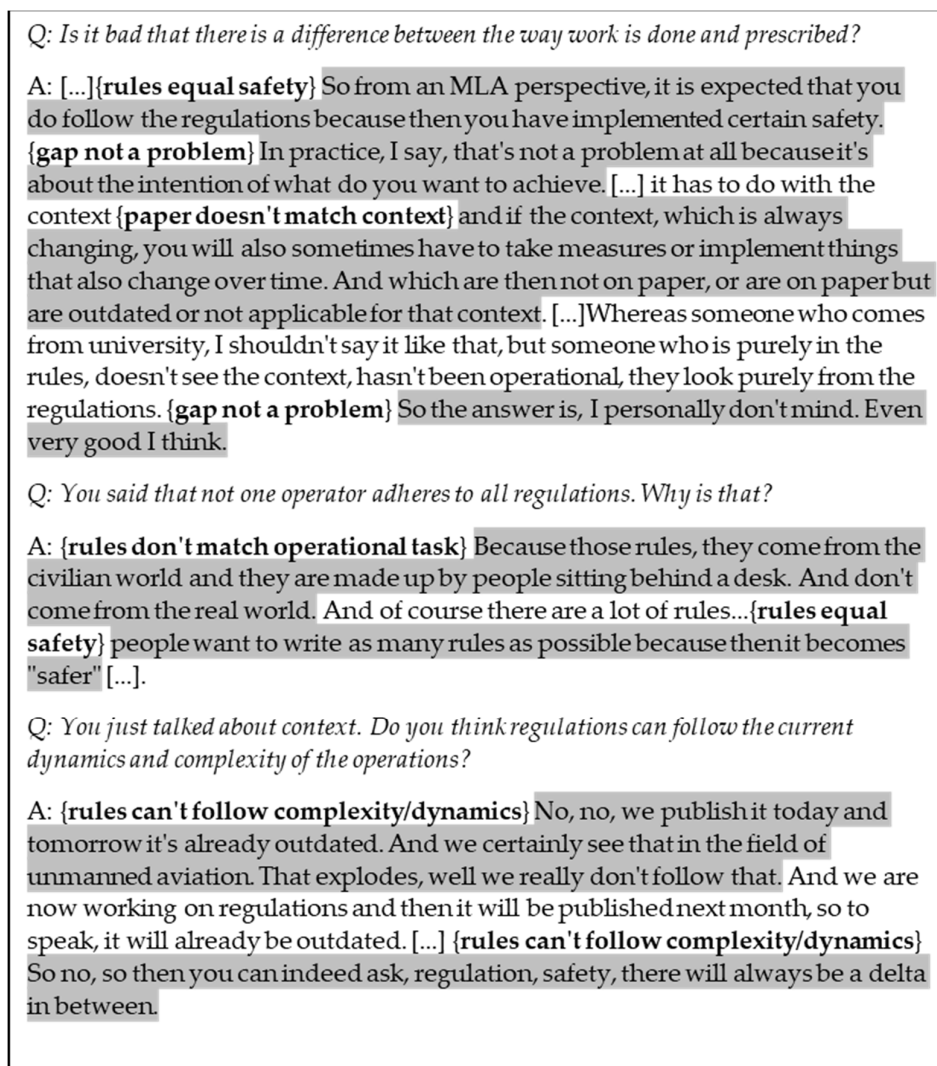 Q: Is it bad that there is a difference between the way work is done and prescribed?
A: [...]{rules equal safety} So from an MLA perspective, it is expected that you
do follow the regulations because then you have implemented certain safety.
{gap not a problem} In practice, I say, that's not a problem at all because it's
about the intention of what do you want to achieve. [...] it has to do with the
context {paper doesn't match context} and if the context, which is always
changing, you will also sometimes have to take measures or implement things
that also change over time. And which are then not on paper, or are on paper but
are outdated or not applicable for that context. [...]Whereas someone who comes
from university, I shouldn't say it like that, but someone who is purely in the
rules, doesn't see the context, hasn't been operational, they look purely from the
regulations. {gap not a problem} So the answer is, I personally don't mind. Even
very good I think.
Q: You said that not one operator adheres to all regulations. Why is that?
A: {rules don't match operational task} Because those rules, they come from the
civilian world and they are made up by people sitting behind a desk. And don't
come from the real world. And of course there are a lot of rules...{rules equal
safety} people want to write as many rules as possible because then it becomes
"safer" [...].
Q: You just talked about context. Do you think regulations can follow the current
dynamics and complexity of the operations?
A: {rules can't follow complexity/dynamics} No, no, we publish it today and
tomorrow it's already outdated. And we certainly see that in the field of
unmanned aviation. That explodes, well we really don't follow that. And we are
now working on regulations and then it will be published next month, so to
speak, it will already be outdated. [...] {rules can't follow complexity/dynamics}
So no, so then you can indeed ask, regulation, safety, there will always be a delta
in between.